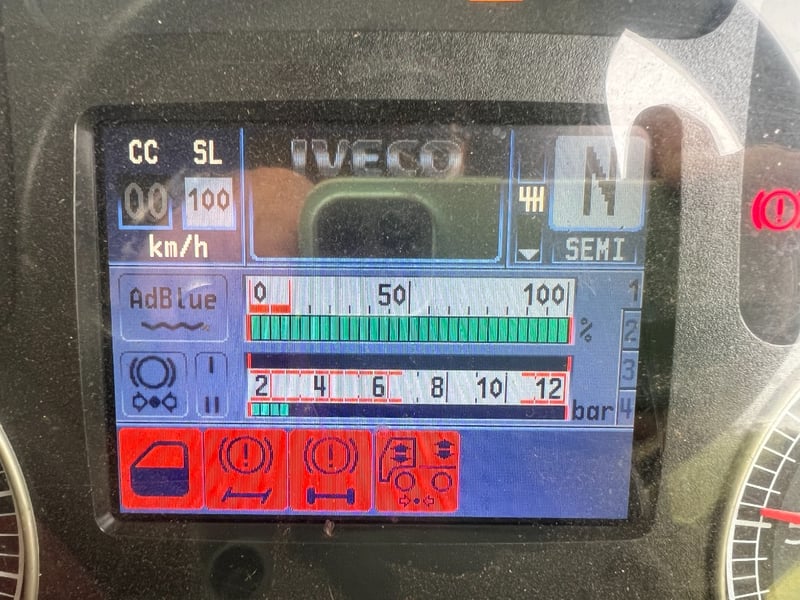 CC SL IVECO N
00 100 4H
km/h SEMI
AdBlue 0 50 100 % 1
2
3
I 2 4 6 8 10 12 bar 4
II